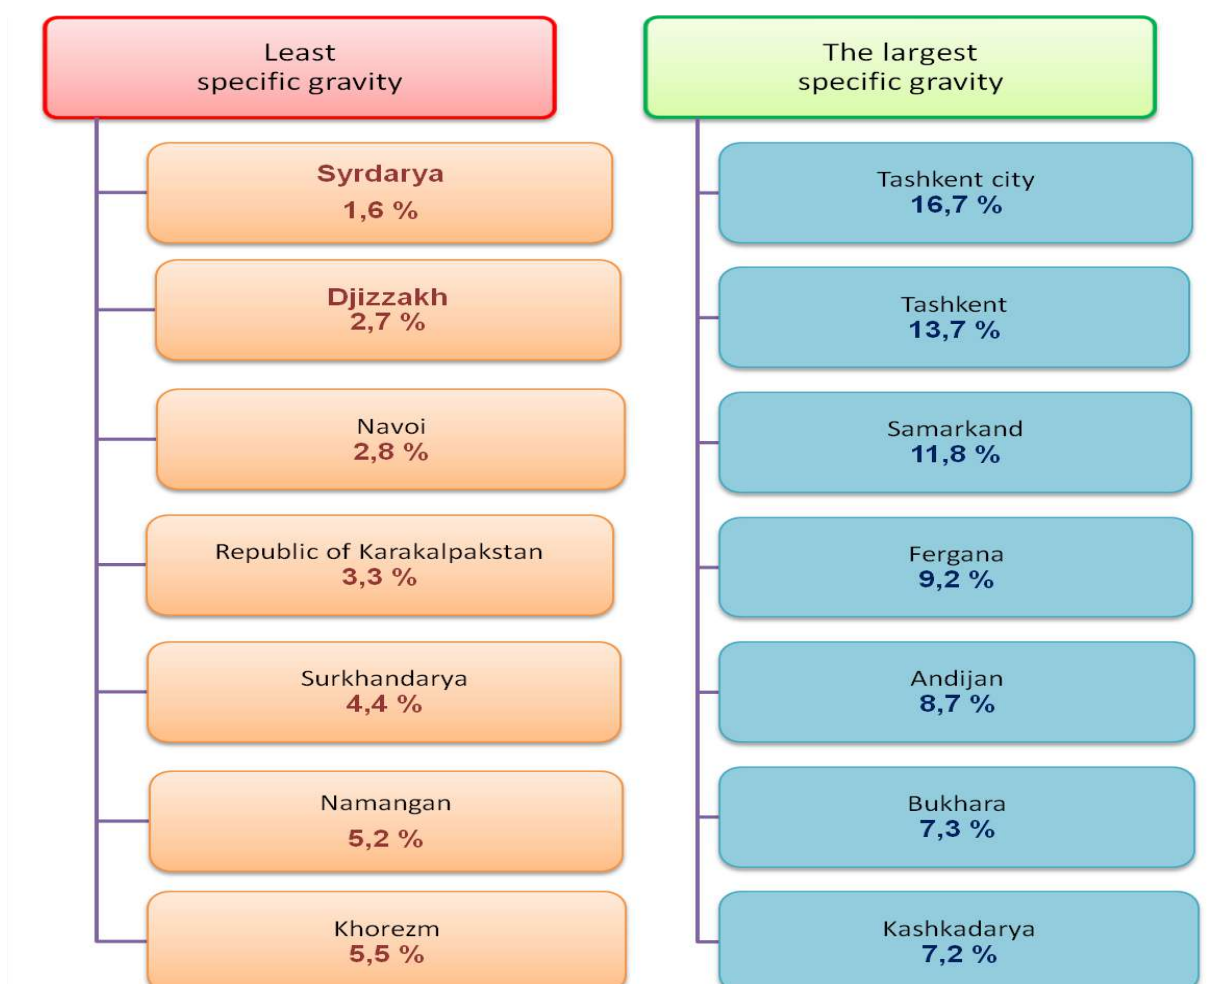 Least
specific gravity
Syrdarya
1,6 %
Djizzakh
2,7 %
Navoi
2,8 %
Republic of Karakalpakstan
3,3 %
Surkhandarya
4,4 %
Namangan
5,2 %
Khorezm
5,5 %
The largest
specific gravity
Tashkent city
16,7 %
Tashkent
13,7 %
Samarkand
11,8 %
Fergana
9,2 %
Andijan
8,7 %
Bukhara
7,3 %
Kashkadarya
7,2 %